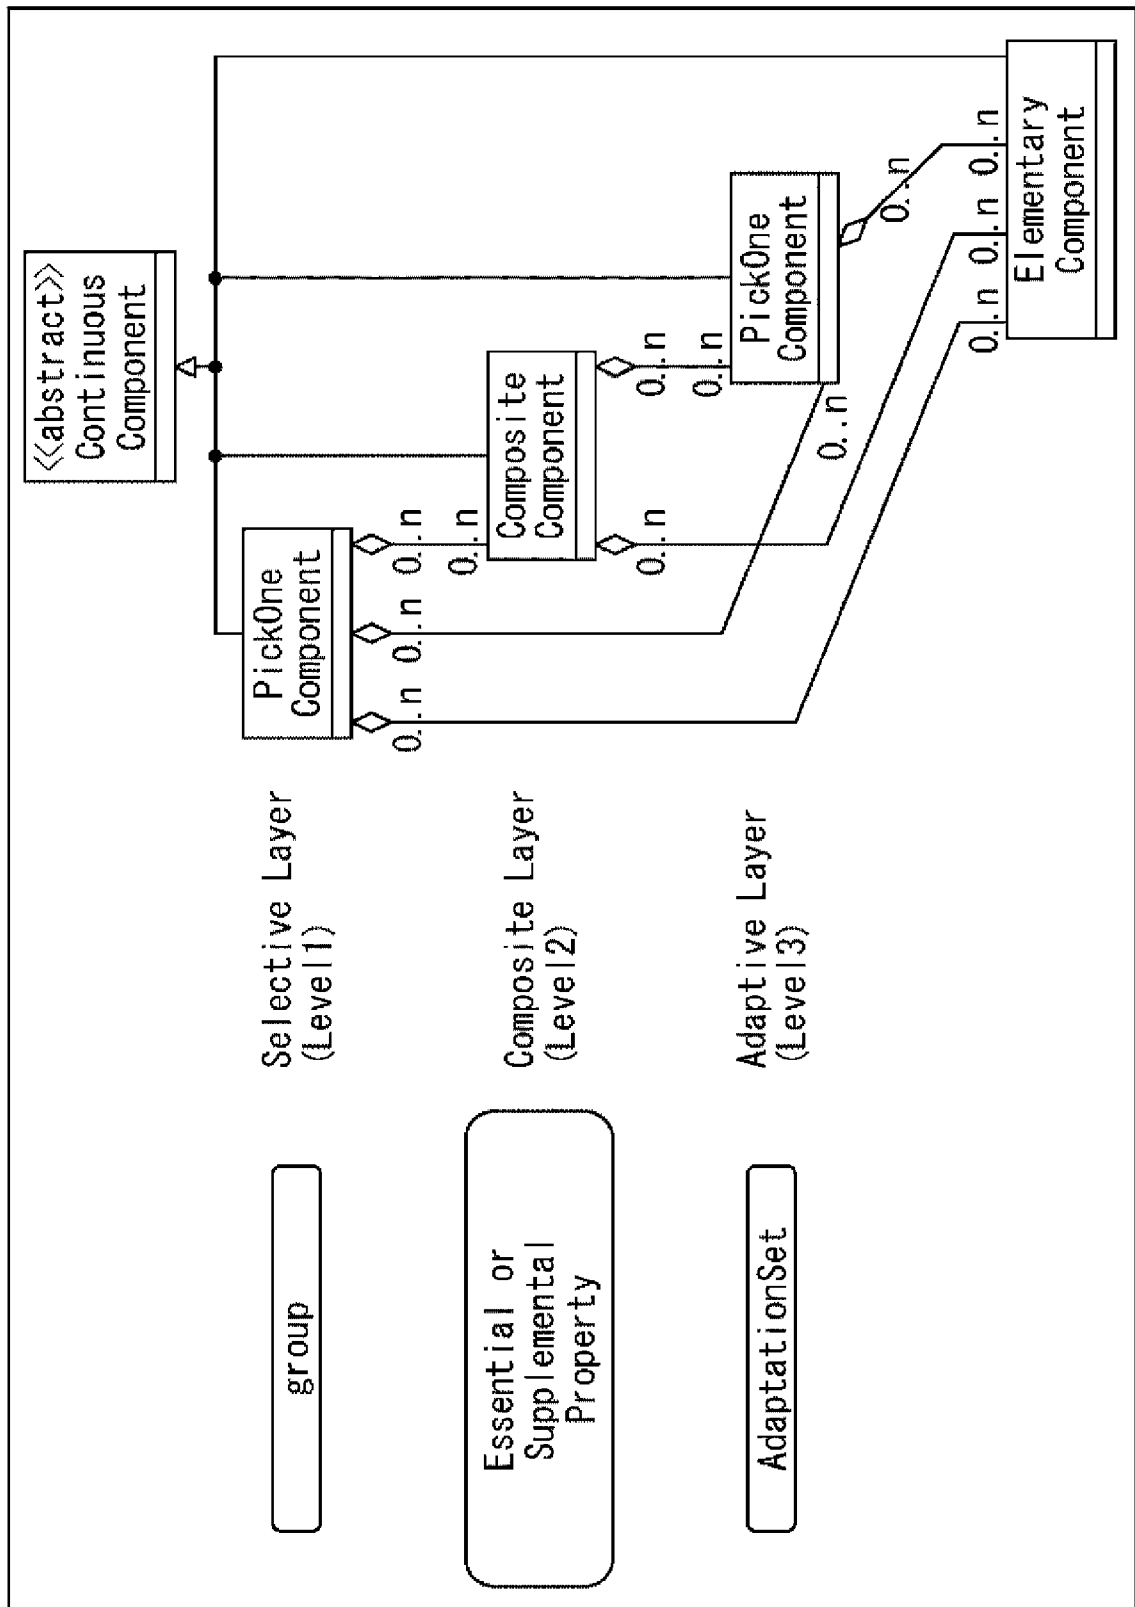 <<abstract>>
Continuous
Component
group
Selective Layer
(Level1)
PickOne
Component
0..n
0..n
0..n
0..n
Essential or
Supplemental
Property
Composite Layer
(Level2)
Composite
Component
0..n
0..n
0..n
AdaptationSet
Adaptive Layer
(Level3)
PickOne
Component
0..n
0..n
0..n
0..n
0..n
Elementary
Component